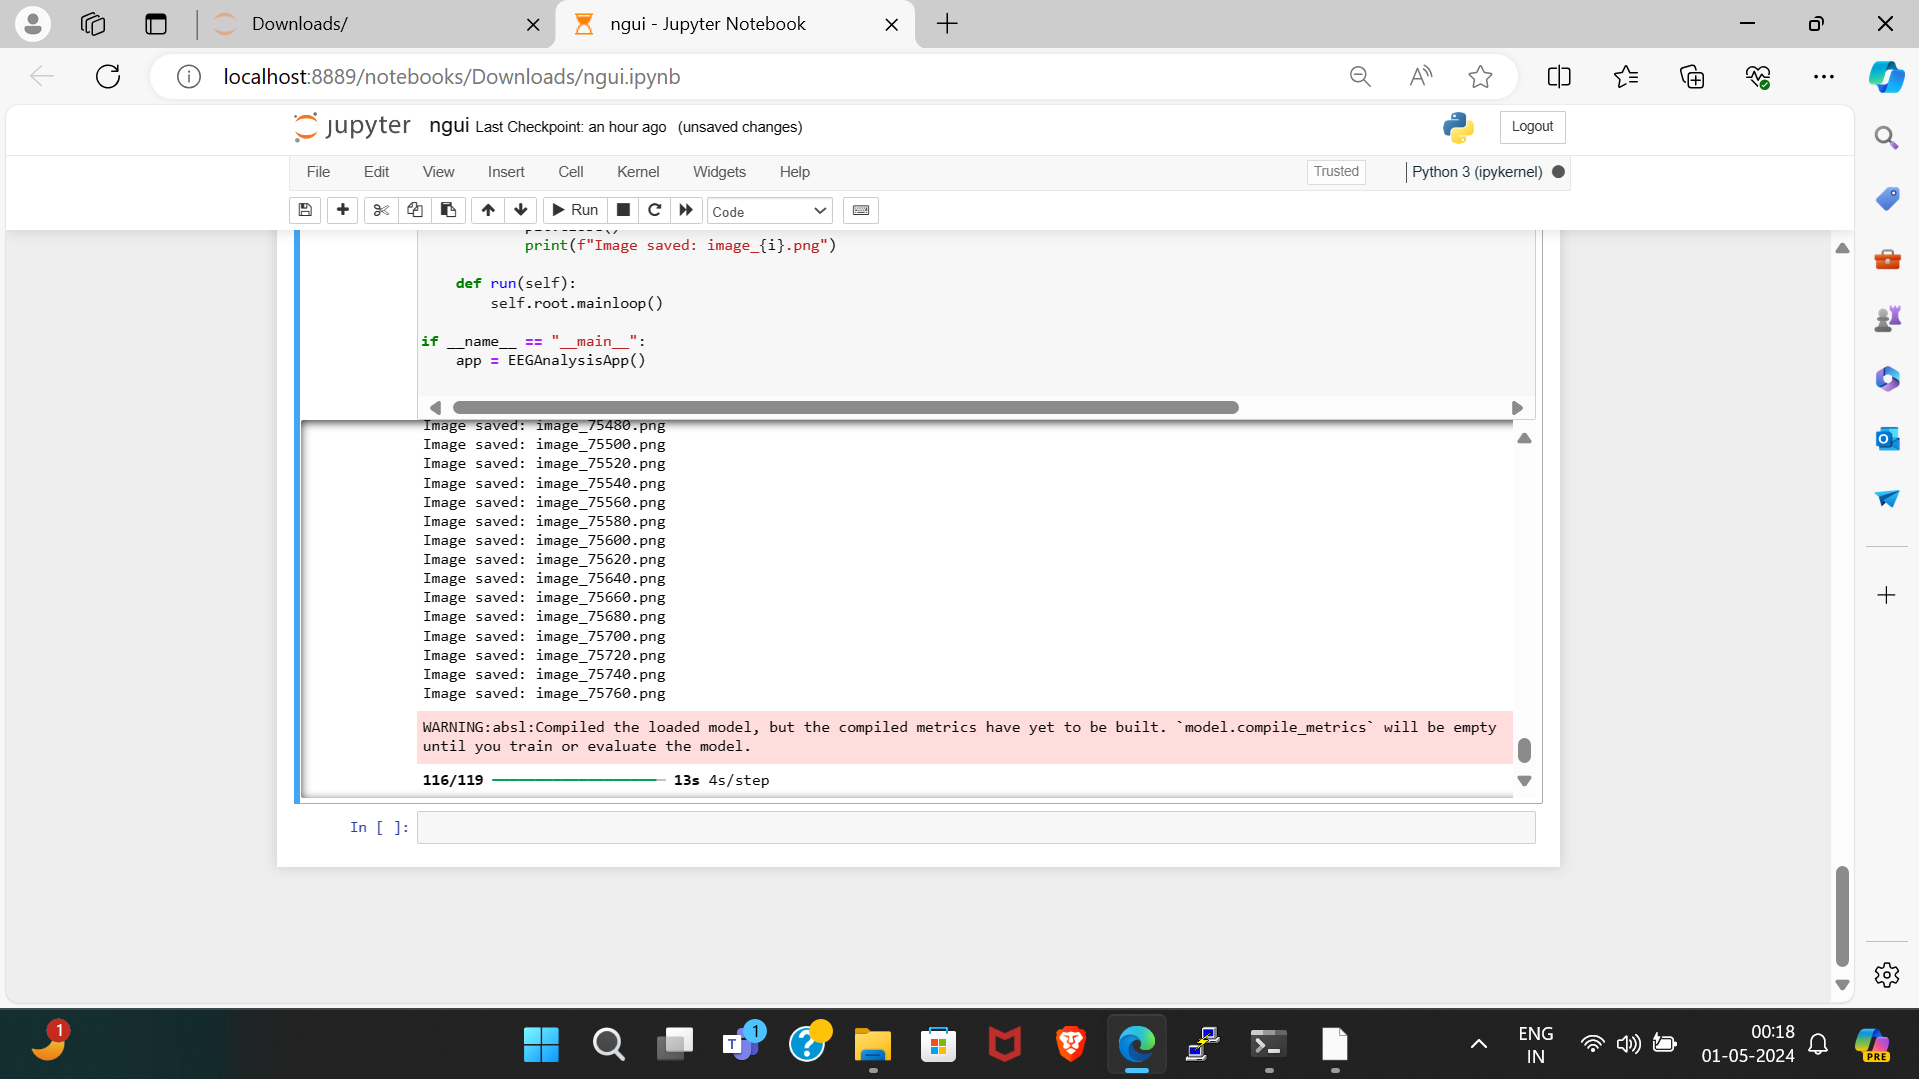 Downloads/
ngui - Jupyter Notebook
localhost:8889/notebooks/Downloads/ngui.ipynb
jupyter ngui Last Checkpoint: an hour ago (unsaved changes)
Logout
File Edit View Insert Cell Kernel Widgets Help
Trusted
Python 3 (ipykernel)
Run
Code
print(f"Image saved: image_{i}.png")
def run(self):
self.root.mainloop()
if __name__ == "__main__":
app = EEGAnalysisApp()
Image saved: image_75480.png
Image saved: image_75500.png
Image saved: image_75520.png
Image saved: image_75540.png
Image saved: image_75560.png
Image saved: image_75580.png
Image saved: image_75600.png
Image saved: image_75620.png
Image saved: image_75640.png
Image saved: image_75660.png
Image saved: image_75680.png
Image saved: image_75700.png
Image saved: image_75720.png
Image saved: image_75740.png
Image saved: image_75760.png
WARNING:absl:Compiled the loaded model, but the compiled metrics have yet to be built. `model.compile_metrics` will be empty
until you train or evaluate the model.
116/119 13s 4s/step
In [ ]:
1
T
1
ENG
IN
00:18
01-05-2024
PRE